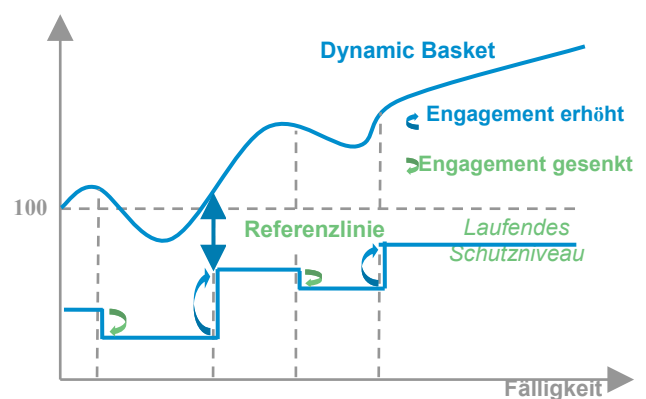 Dynamic Basket
Engagement erhöht
Engagement gesenkt
100
Referenzlinie
Laufendes
Schutzniveau
Fälligkeit